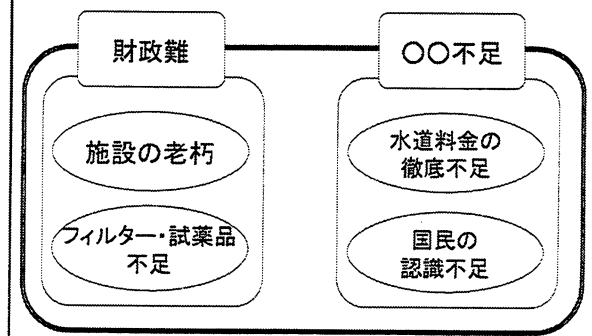 財政難
〇〇不足
施設の老朽
フィルター・試薬品
不足
水道料金の
徹底不足
国民の
認識不足